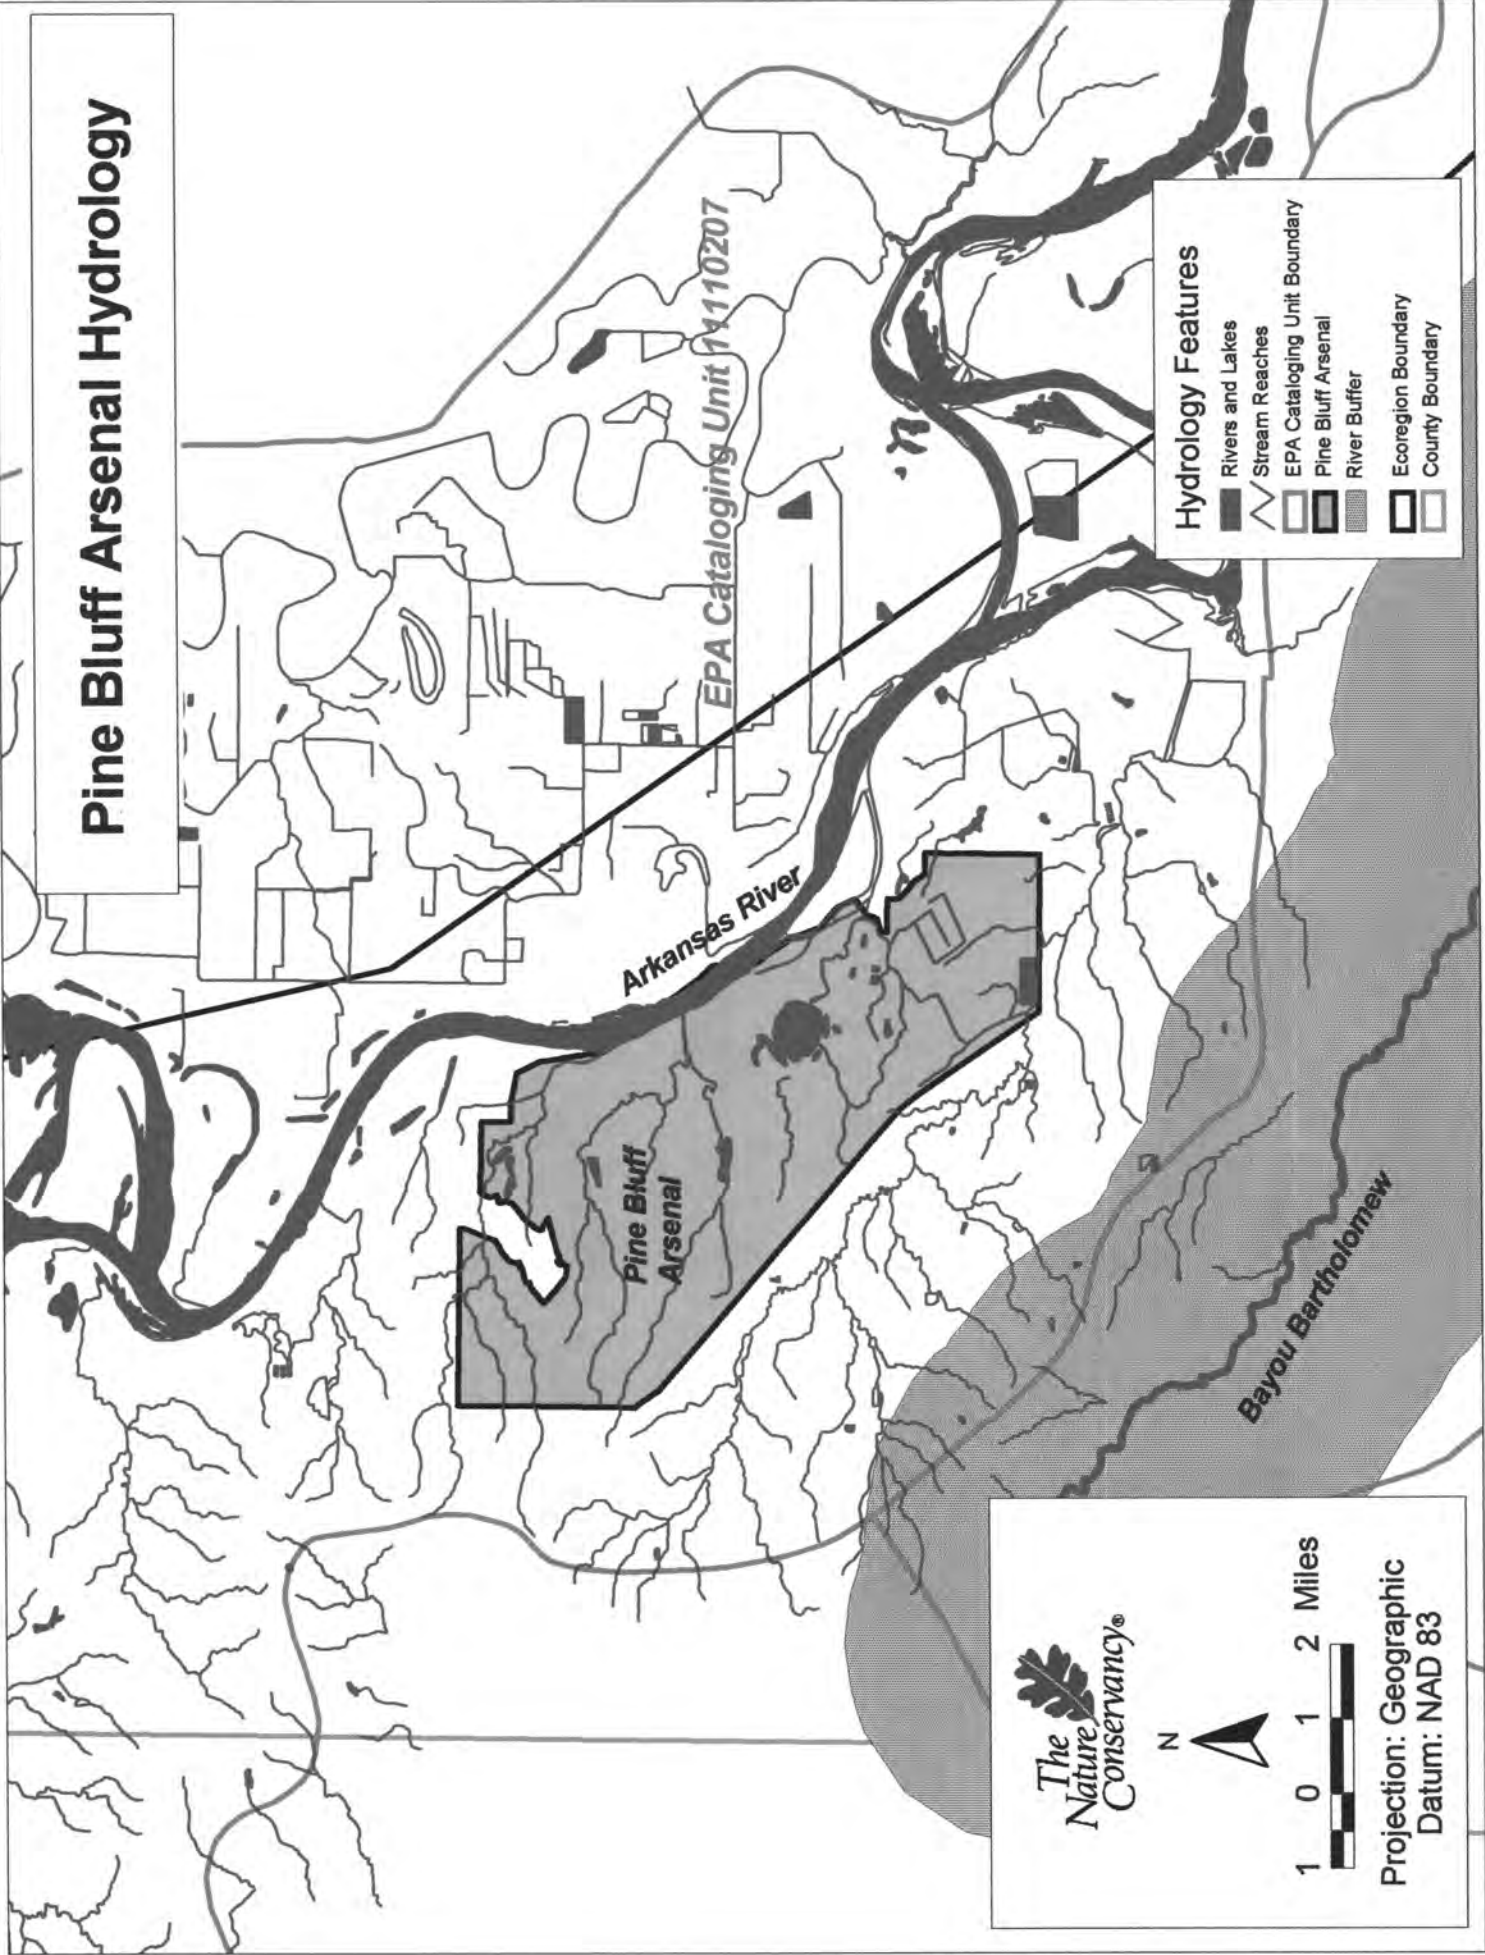 Pine Bluff Arsenal Hydrology
EPA Cataloging Unit 11110207
Arkansas River
Pine Bluff
Arsenal
Bayou Bartholomew
The
Nature
Conservancy®
N
1 0 1 2 Miles
Projection: Geographic
Datum: NAD 83
Hydrology Features
Rivers and Lakes
Stream Reaches
EPA Cataloging Unit Boundary
Pine Bluff Arsenal
River Buffer
Ecoregion Boundary
County Boundary